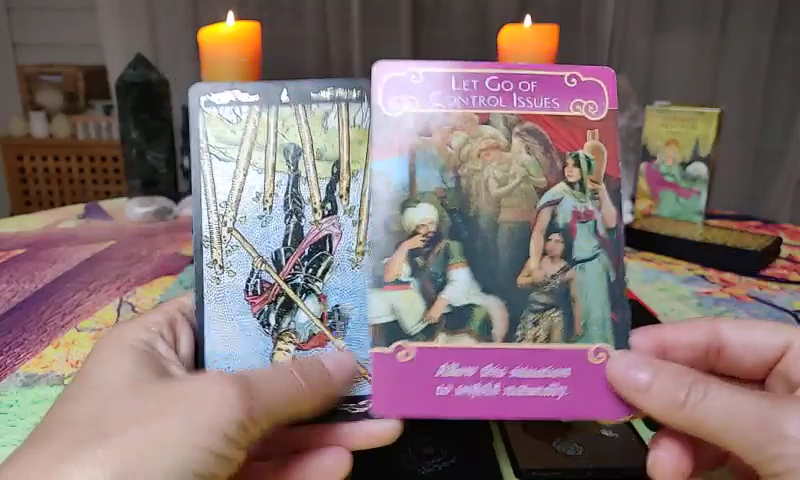 LET GO OF
CONTROL ISSUES
Allow this situation
to unfold naturally.